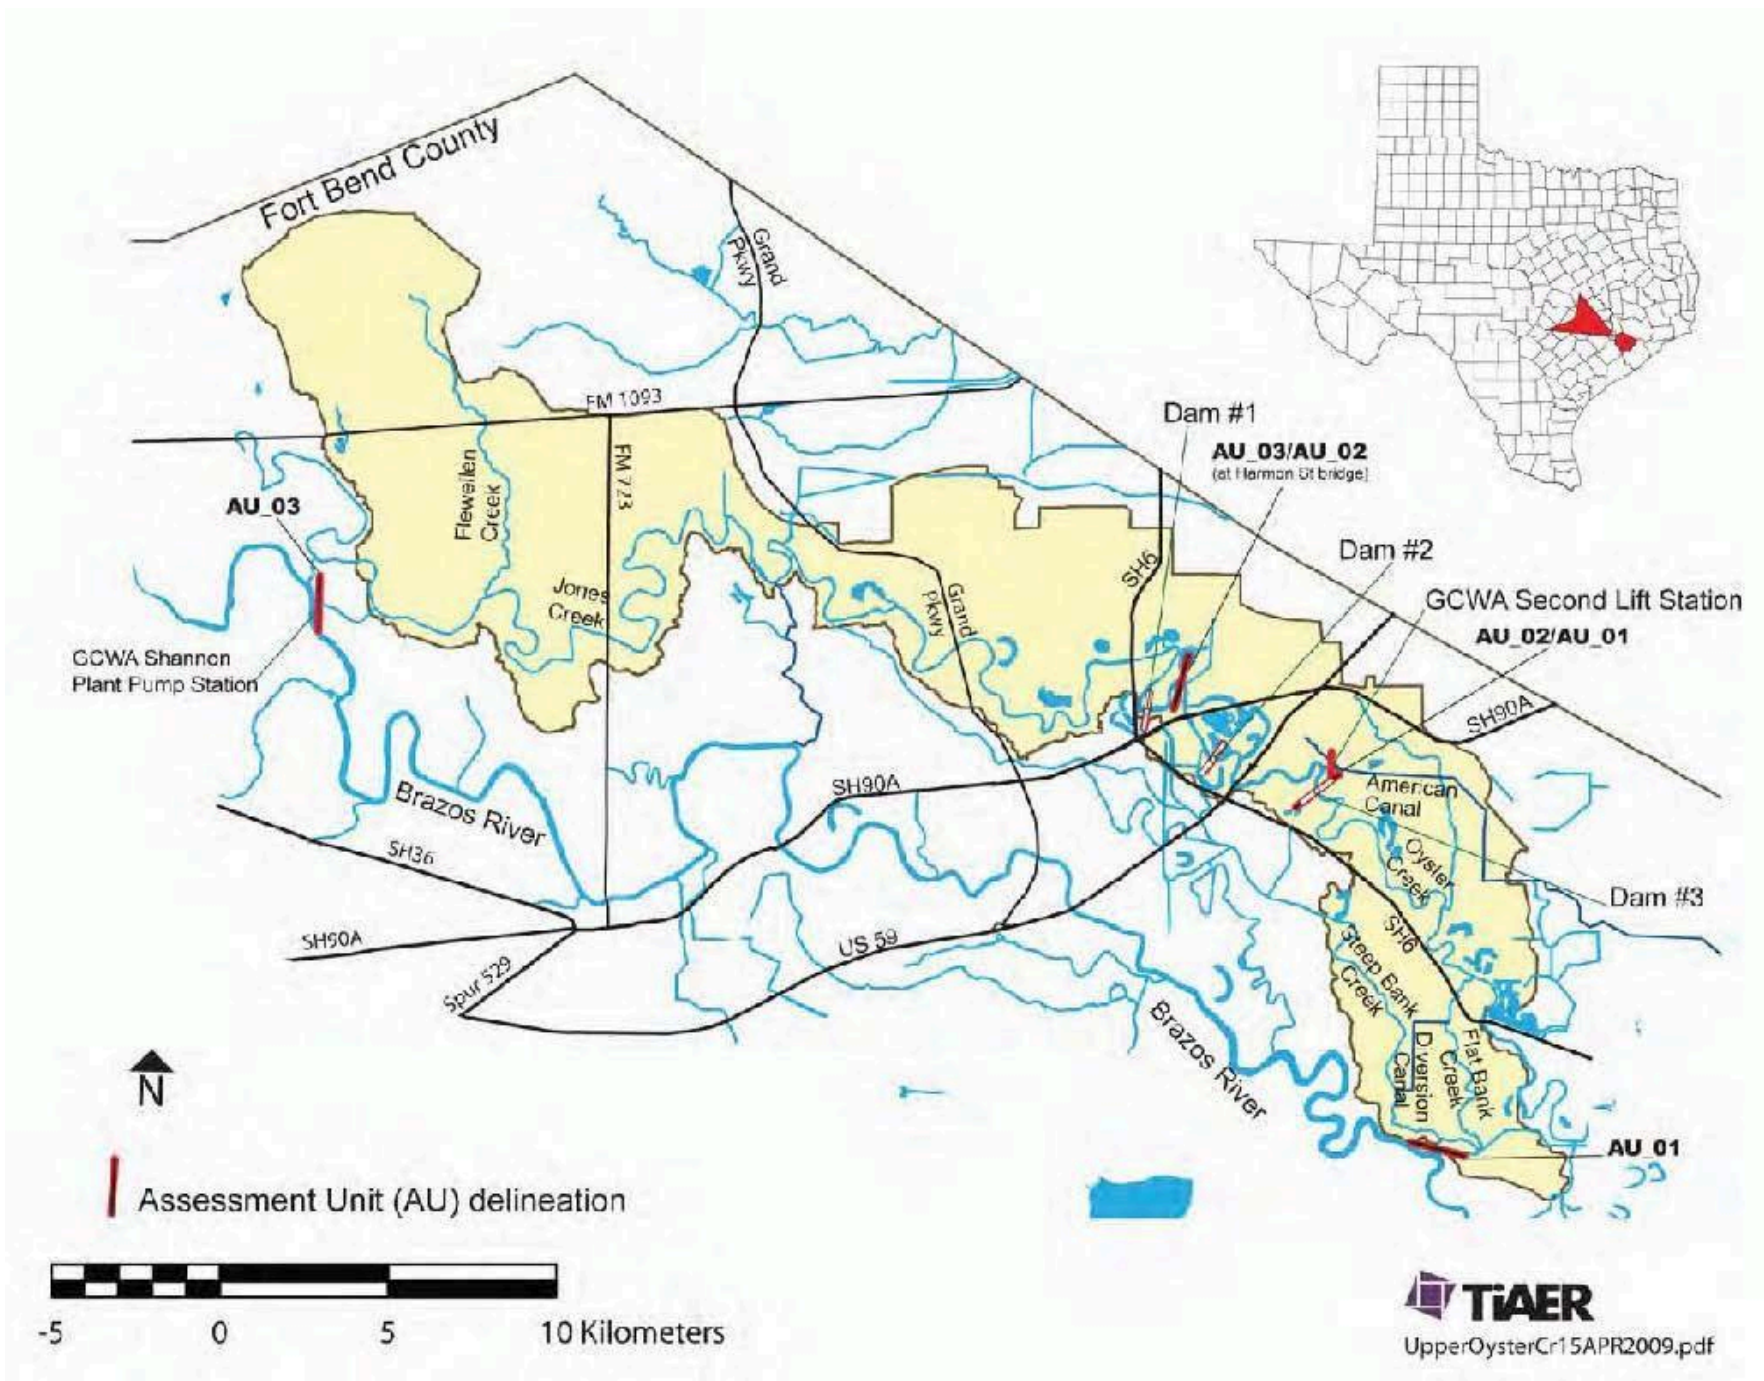 Fort Bend County
Grand
Pkwy
FM 1093
Dam #1
AU_03/AU_02
(at Harmon St bridge)
FM 723
Flewellen
Creek
AU_03
Dam #2
SH6
GCWA Second Lift Station
AU_02/AU_01
Jones
Creek
Grand
Pkwy
GCWA Shannon
Plant Pump Station
SH90A
American
Canal
SH90A
Brazos River
SH36
Oyster
Creek
Dam #3
SH90A
US 59
SH6
Spur 529
Steep Bank
Creek
Brazos River
Diversion
Canal
Flat Bank
Creek
N
AU_01
Assessment Unit (AU) delineation
-5 0 5 10 Kilometers
TIAER
UpperOysterCr15APR2009.pdf